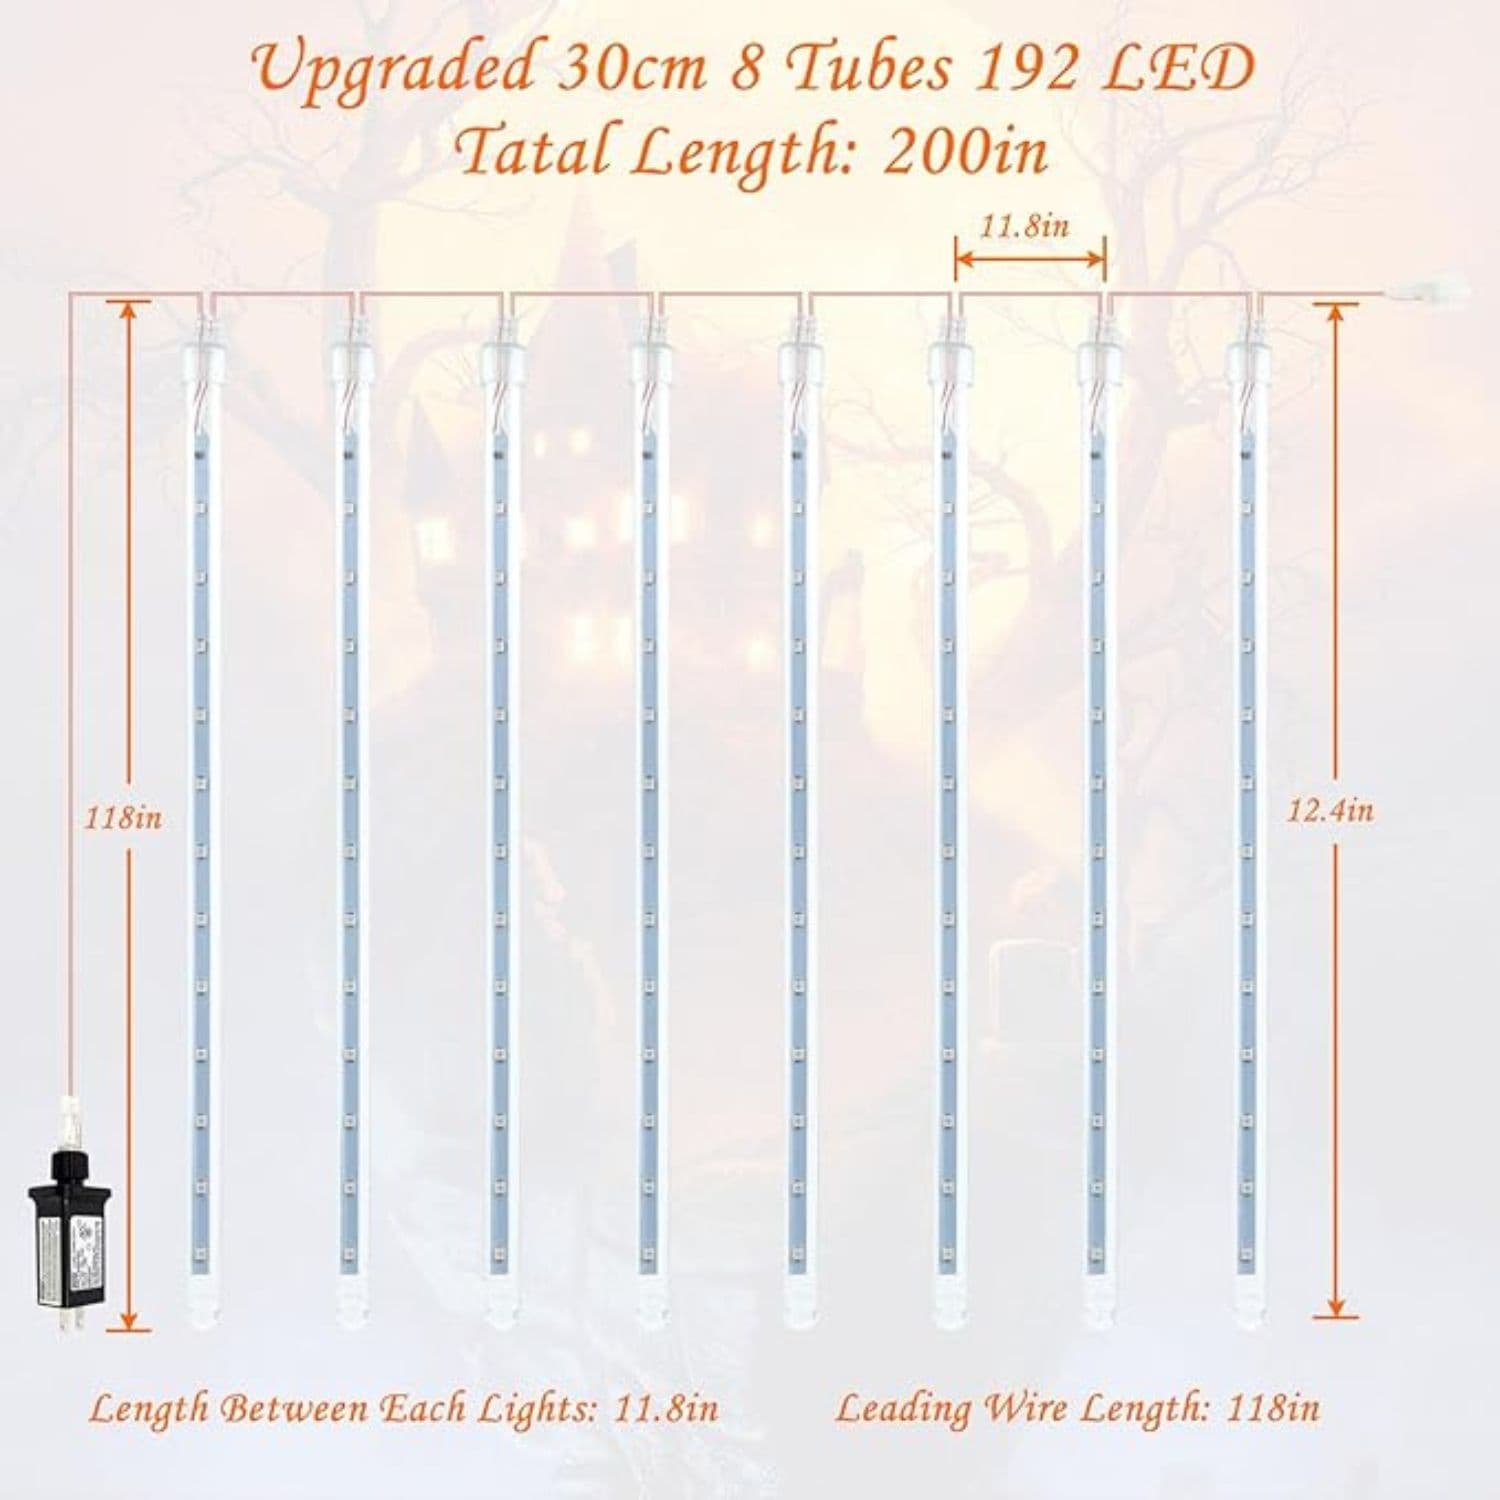 Upgraded 30cm 8 Tubes 192 LED
Tatal Length: 200in
11.8in
118in
12.4in
Length Between Each Lights: 11.8in
Leading Wire Length: 118in